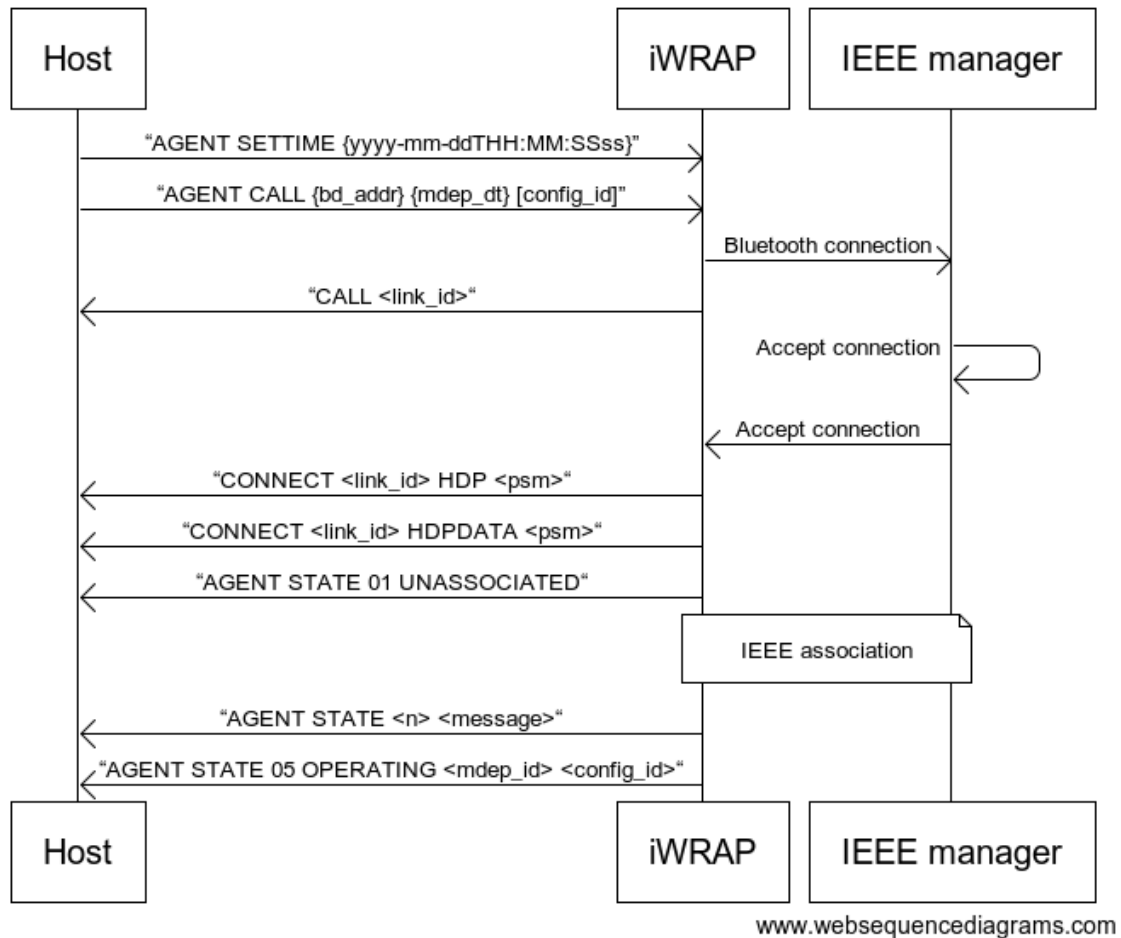 Host
iWRAP
IEEE manager
“AGENT SETTIME {yyyy-mm-ddTHH:MM:SSss}”
“AGENT CALL {bd_addr} {mdep_dt} [config_id]”
Bluetooth connection
“CALL <link_id>“
Accept connection
Accept connection
“CONNECT <link_id> HDP <psm>“
“CONNECT <link_id> HDPDATA <psm>“
“AGENT STATE 01 UNASSOCIATED“
IEEE association
“AGENT STATE <n> <message>“
“AGENT STATE 05 OPERATING <mdep_id> <config_id>“
Host
iWRAP
IEEE manager
www.websequencediagrams.com